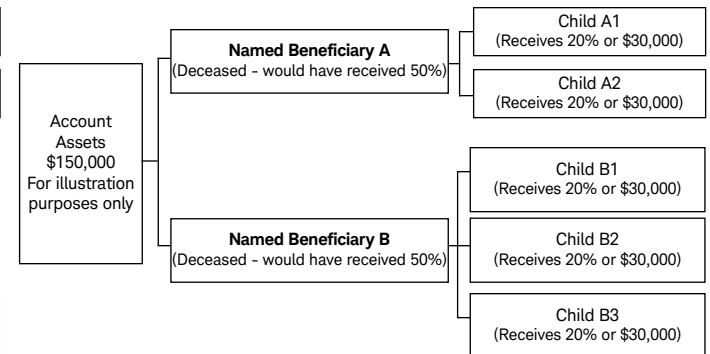 Account
Assets
$150,000
For illustration
purposes only
Named Beneficiary A
(Deceased - would have received 50%)
Child A1
(Receives 20% or $30,000)
Child A2
(Receives 20% or $30,000)
Named Beneficiary B
(Deceased - would have received 50%)
Child B1
(Receives 20% or $30,000)
Child B2
(Receives 20% or $30,000)
Child B3
(Receives 20% or $30,000)